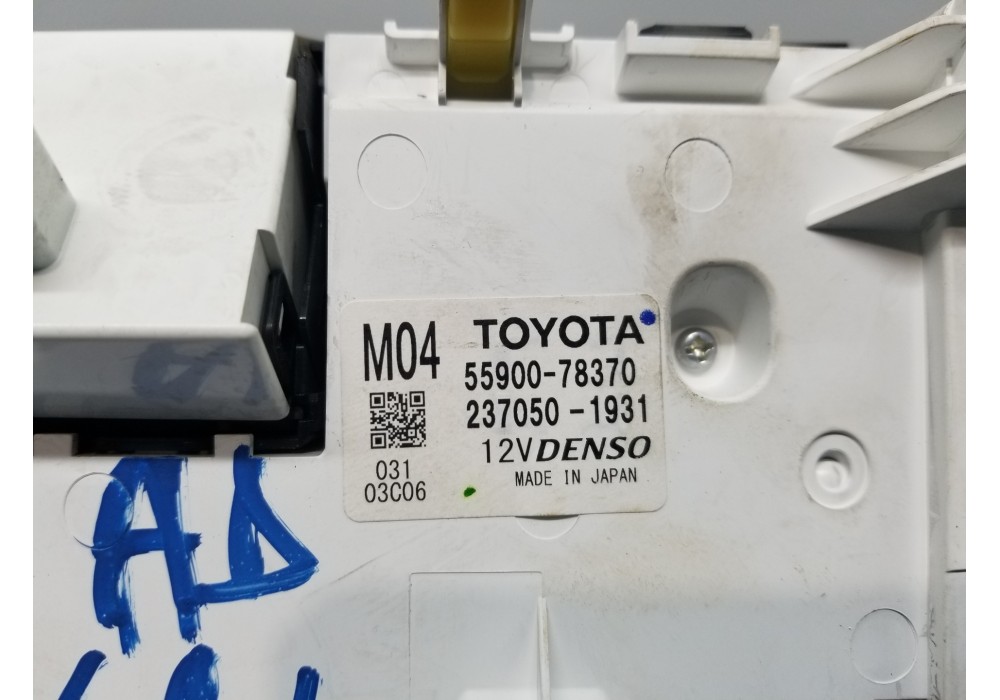 M04
TOYOTA
55900-78370
237050-1931
12V DENSO
MADE IN JAPAN
031
03C06